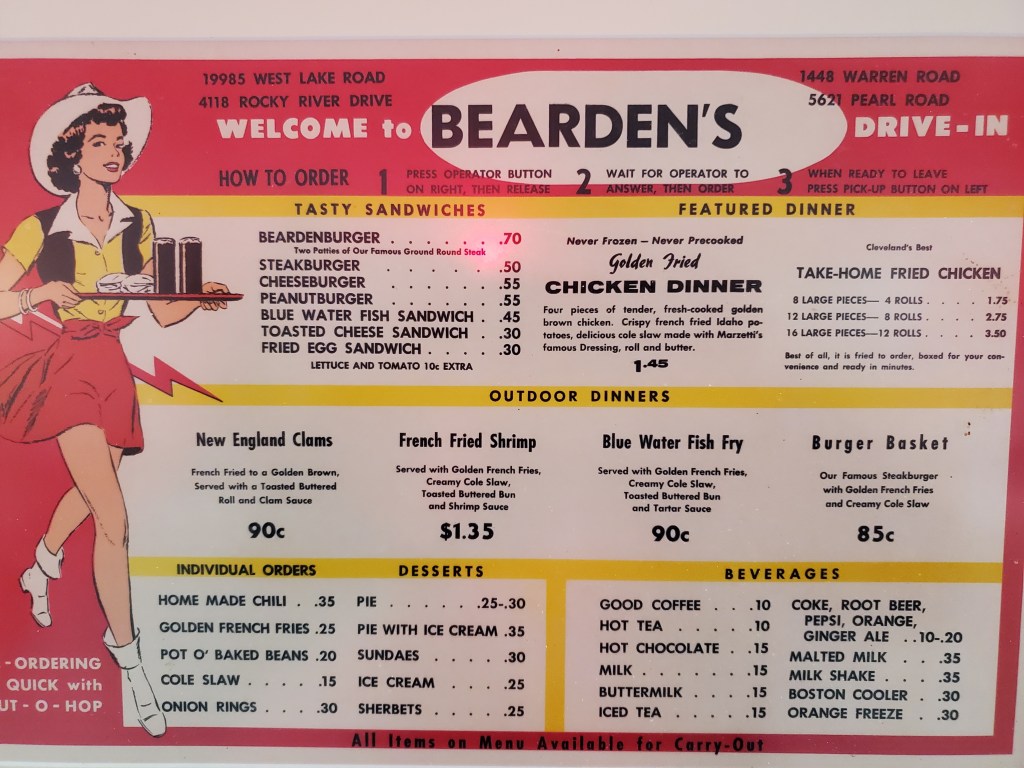 19985 WEST LAKE ROAD
4118 ROCKY RIVER DRIVE
1448 WARREN ROAD
5621 PEARL ROAD
WELCOME to BEARDEN'S DRIVE-IN
HOW TO ORDER
1 PRESS OPERATOR BUTTON
ON RIGHT, THEN RELEASE
2 WAIT FOR OPERATOR TO
ANSWER, THEN ORDER
3 WHEN READY TO LEAVE
PRESS PICK-UP BUTTON ON LEFT
TASTY SANDWICHES
BEARDENBURGER . . . . . . .70
Two Patties of Our Famous Ground Round Steak
STEAKBURGER . . . . . . . .50
CHEESEBURGER . . . . . . .55
PEANUTBURGER . . . . . . .55
BLUE WATER FISH SANDWICH . .45
TOASTED CHEESE SANDWICH . .30
FRIED EGG SANDWICH . . . . .30
LETTUCE AND TOMATO 10c EXTRA
FEATURED DINNER
Never Frozen — Never Precooked
Golden Fried
CHICKEN DINNER
Four pieces of tender, fresh-cooked golden
brown chicken. Crispy french fried Idaho po-
tatoes, delicious cole slaw made with Marzetti's
famous Dressing, roll and butter.
1.45
Cleveland's Best
TAKE-HOME FRIED CHICKEN
8 LARGE PIECES— 4 ROLLS . . . . . 1.75
12 LARGE PIECES— 8 ROLLS . . . . . 2.75
16 LARGE PIECES—12 ROLLS . . . . . 3.50
Best of all, it is fried to order, boxed for your con-
venience and ready in minutes.
OUTDOOR DINNERS
New England Clams
French Fried to a Golden Brown,
Served with a Toasted Buttered
Roll and Clam Sauce
90c
French Fried Shrimp
Served with Golden French Fries,
Creamy Cole Slaw,
Toasted Buttered Bun
and Shrimp Sauce
$1.35
Blue Water Fish Fry
Served with Golden French Fries,
Creamy Cole Slaw,
Toasted Buttered Bun
and Tartar Sauce
90c
Burger Basket
Our Famous Steakburger
with Golden French Fries
and Creamy Cole Slaw
85c
INDIVIDUAL ORDERS
HOME MADE CHILI . .35
GOLDEN FRENCH FRIES .25
POT O' BAKED BEANS .20
COLE SLAW . . . . .15
ONION RINGS . . . .30
DESSERTS
PIE . . . . . . .25-.30
PIE WITH ICE CREAM .35
SUNDAES . . . . . .30
ICE CREAM . . . . .25
SHERBETS . . . . . .25
BEVERAGES
GOOD COFFEE . . . .10
HOT TEA . . . . . .10
HOT CHOCOLATE . . .15
MILK . . . . . . .15
BUTTERMILK . . . .15
ICED TEA . . . . . .15
COKE, ROOT BEER,
PEPSI, ORANGE,
GINGER ALE . .10-.20
MALTED MILK . . . .35
MILK SHAKE . . . . .35
BOSTON COOLER . .30
ORANGE FREEZE . . .30
-ORDERING
QUICK with
UT-O-HOP
All Items on Menu Available for Carry-Out